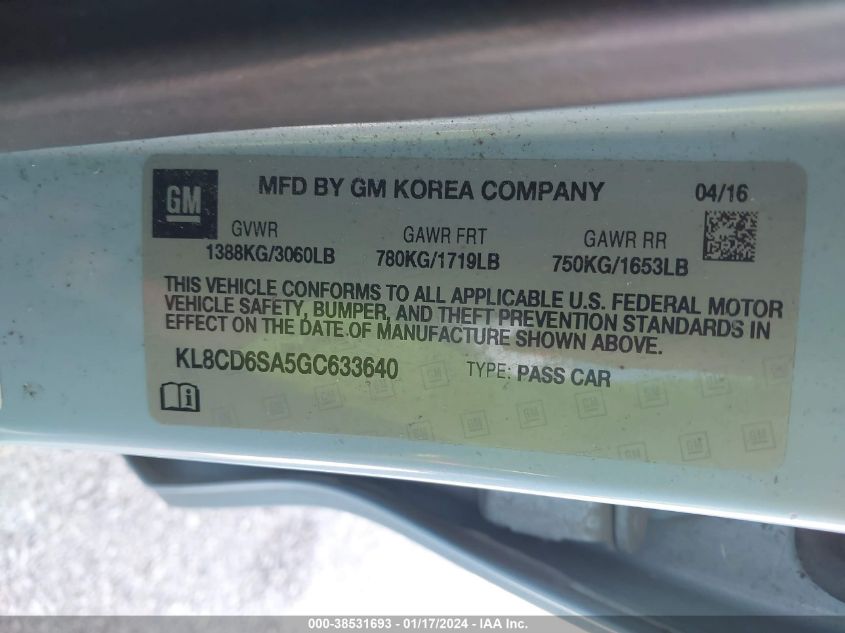 GM
MFD BY GM KOREA COMPANY
04/16
GVWR
GAWR FRT
GAWR RR
1388KG/3060LB
780KG/1719LB
750KG/1653LB
THIS VEHICLE CONFORMS TO ALL APPLICABLE U.S. FEDERAL MOTOR
VEHICLE SAFETY, BUMPER, AND THEFT PREVENTION STANDARDS IN
EFFECT ON THE DATE OF MANUFACTURE SHOWN ABOVE.
KL8CD6SA5GC633640
TYPE: PASS CAR
000-38531693 - 01/17/2024 - IAA Inc.